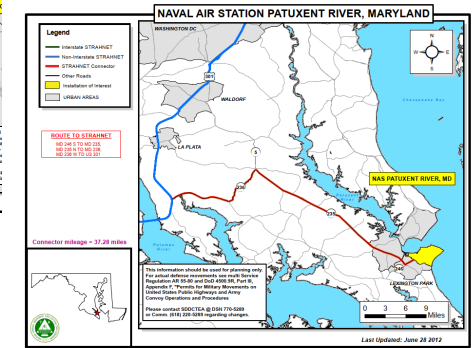 NAVAL AIR STATION PATUXENT RIVER, MARYLAND
Legend
Interstate STRAHNET
Non-Interstate STRAHNET
STRAHNET Connector
Other Roads
Installation of Interest
URBAN AREAS
ROUTE TO STRAHNET
MD 246 S TO MD 235,
MD 235 N TO MD 236,
MD 236 N TO US 301
Connector mileage = 37.28 miles
WASHINGTON DC
301
WALDORF
LA PLATA
5
236
235
246
N
W
E
S
Chesapeake Bay
NAS PATUXENT RIVER, MD
Patuxent
River
Potomac
River
LEXINGTON PARK
This information should be used for planning only.
For actual defense movements see multi Service
Regulation AR 55-80 and DoD 4500.9R, Part III,
Appendix F, "Permits for Military Movements on
United States Public Highways and Army
Convoy Operations and Procedures
Please contact SDDCTEA @ DSN 770-5289
or Comm. (618) 220-5289 regarding changes.
0 3 6 9
Miles
Last Updated: June 28 2012